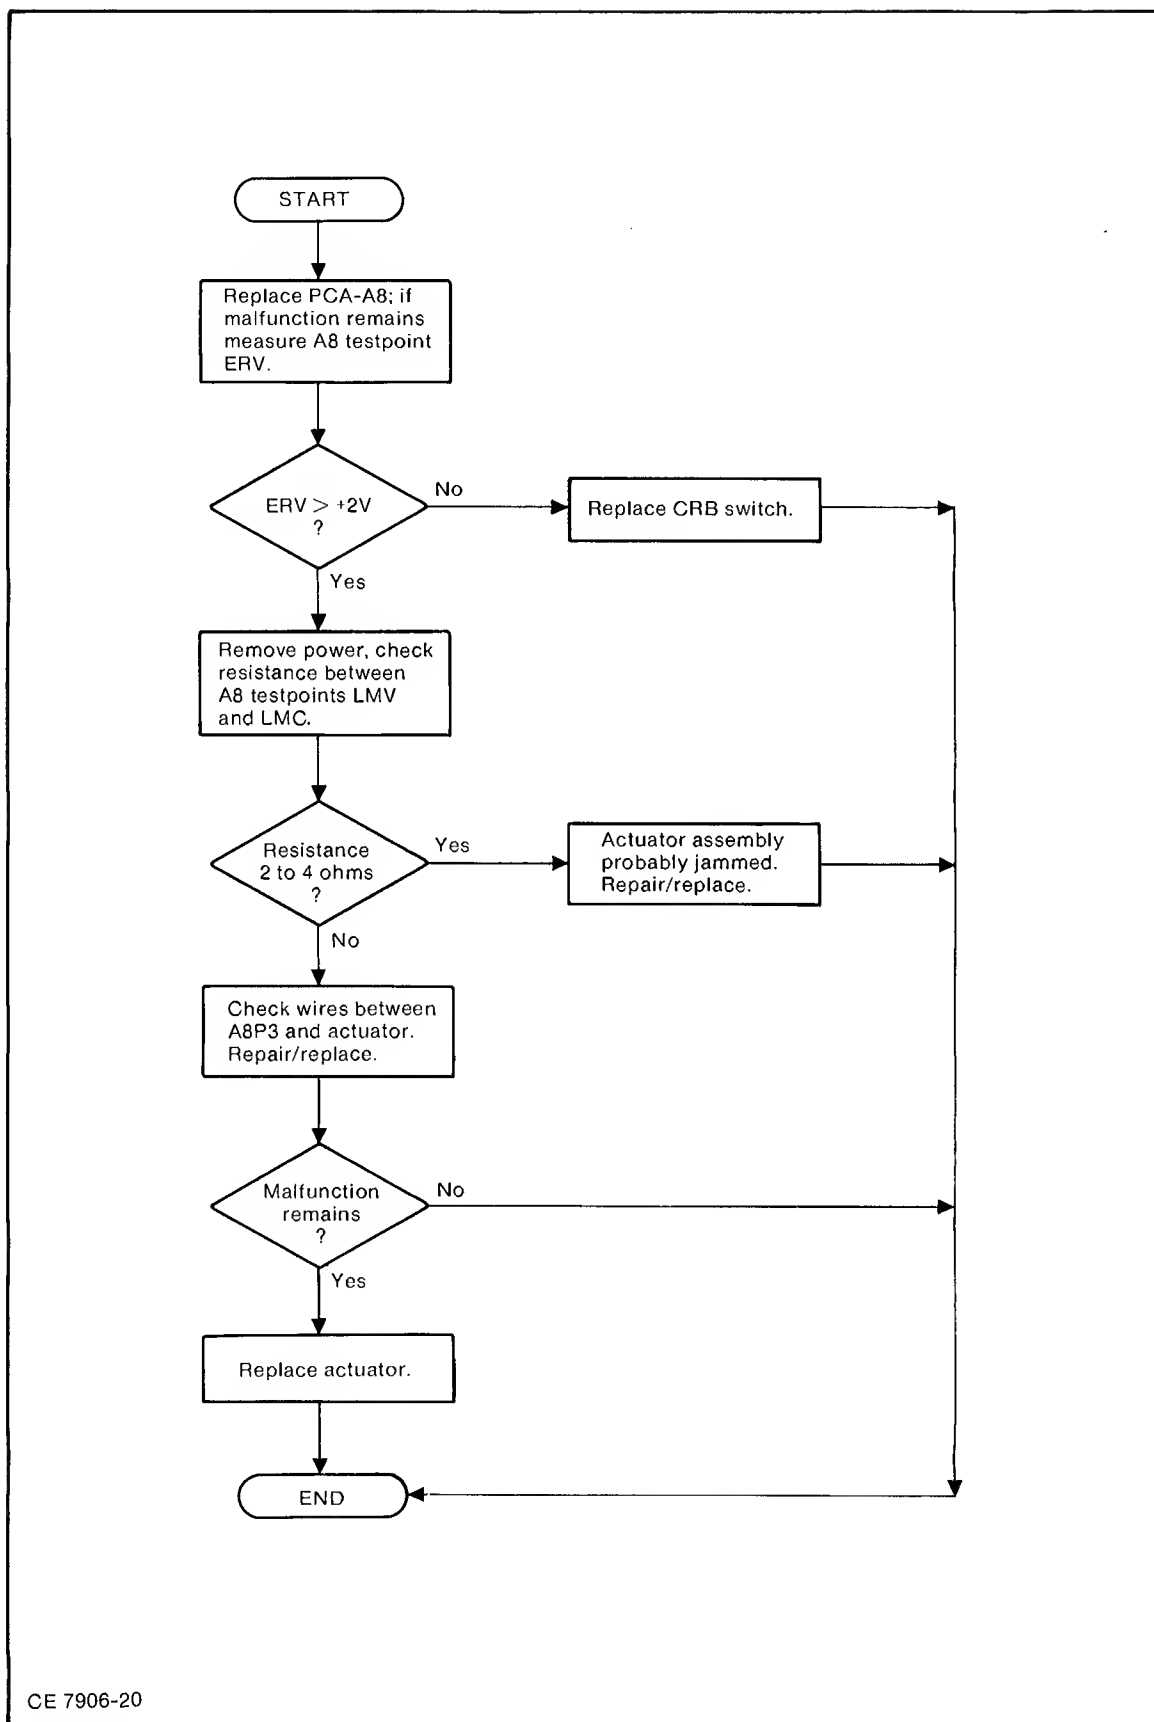 START
Replace PCA-A8; if
malfunction remains
measure A8 testpoint
ERV.
ERV > +2V
?
No
Replace CRB switch.
Yes
Remove power, check
resistance between
A8 testpoints LMV
and LMC.
Resistance
2 to 4 ohms
?
Yes
Actuator assembly
probably jammed.
Repair/replace.
No
Check wires between
A8P3 and actuator.
Repair/replace.
Malfunction
remains
?
No
Yes
Replace actuator.
END
CE 7906-20